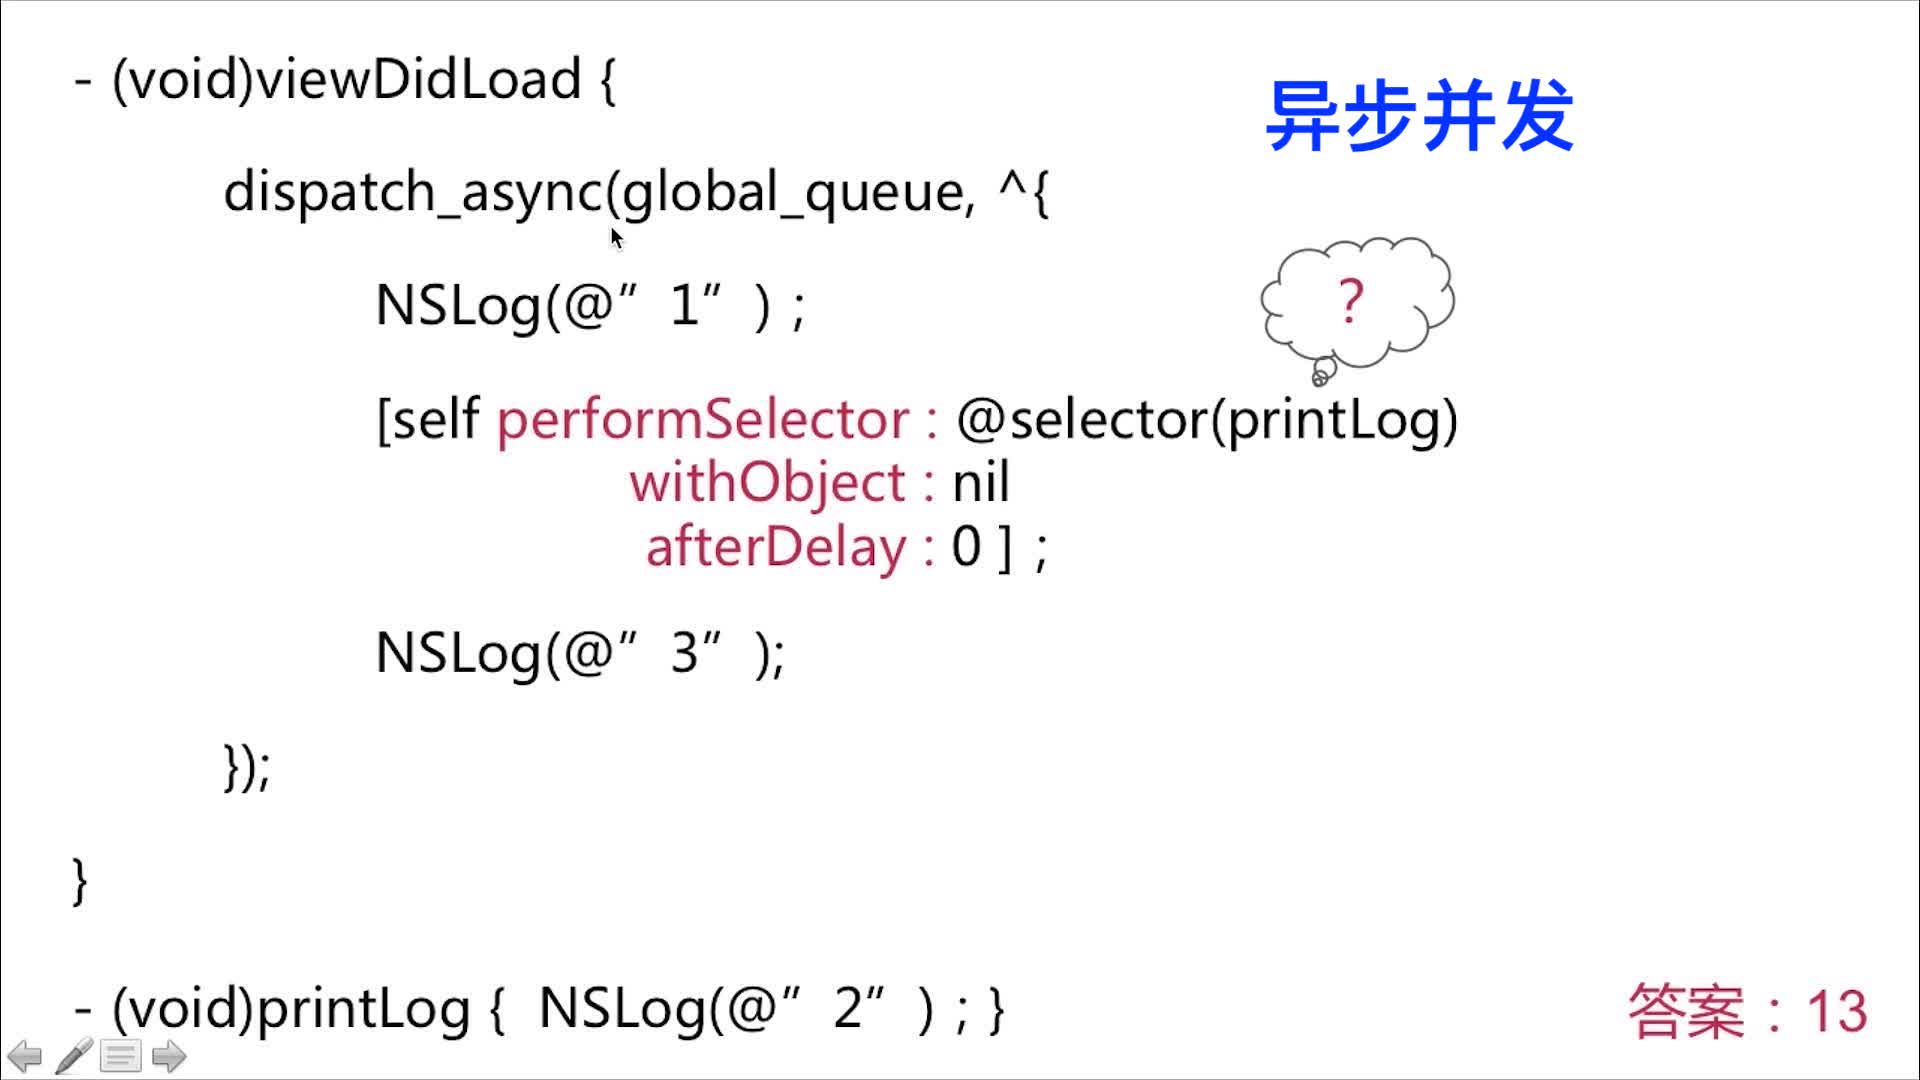 - (void)viewDidLoad {
异步并发
dispatch_async(global_queue, ^{
NSLog(@”1”) ;
?
[self performSelector : @selector(printLog)
withObject : nil
afterDelay : 0 ] ;
NSLog(@”3”);
});
}
- (void)printLog { NSLog(@”2”) ; }
答案：13